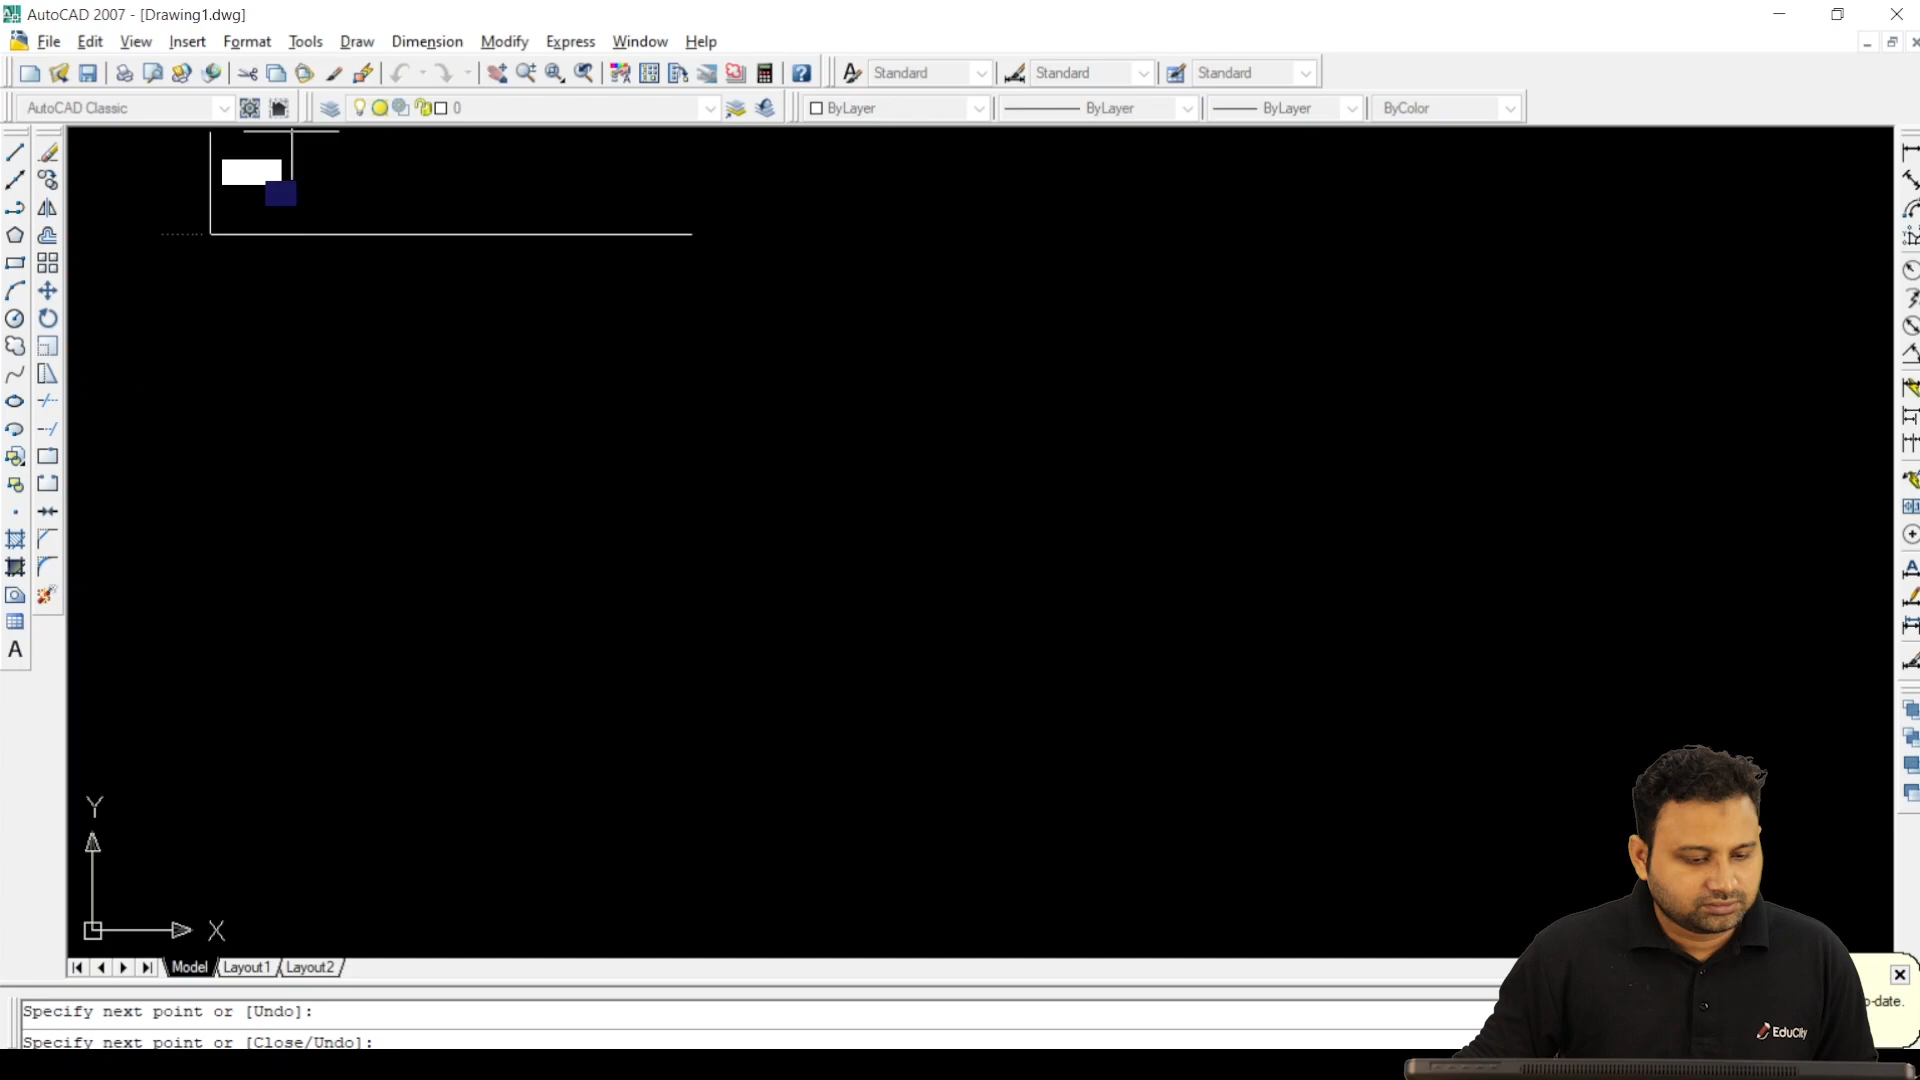 AutoCAD 2007 - [Drawing1.dwg]
File Edit View Insert Format Tools Draw Dimension Modify Express Window Help
Standard Standard Standard
AutoCAD Classic 0 ByLayer ByLayer ByLayer ByColor
A
Y
X
Model Layout1 Layout2
Specify next point or [Undo]:
Specify next point or [Close/Undo]:
EduCity